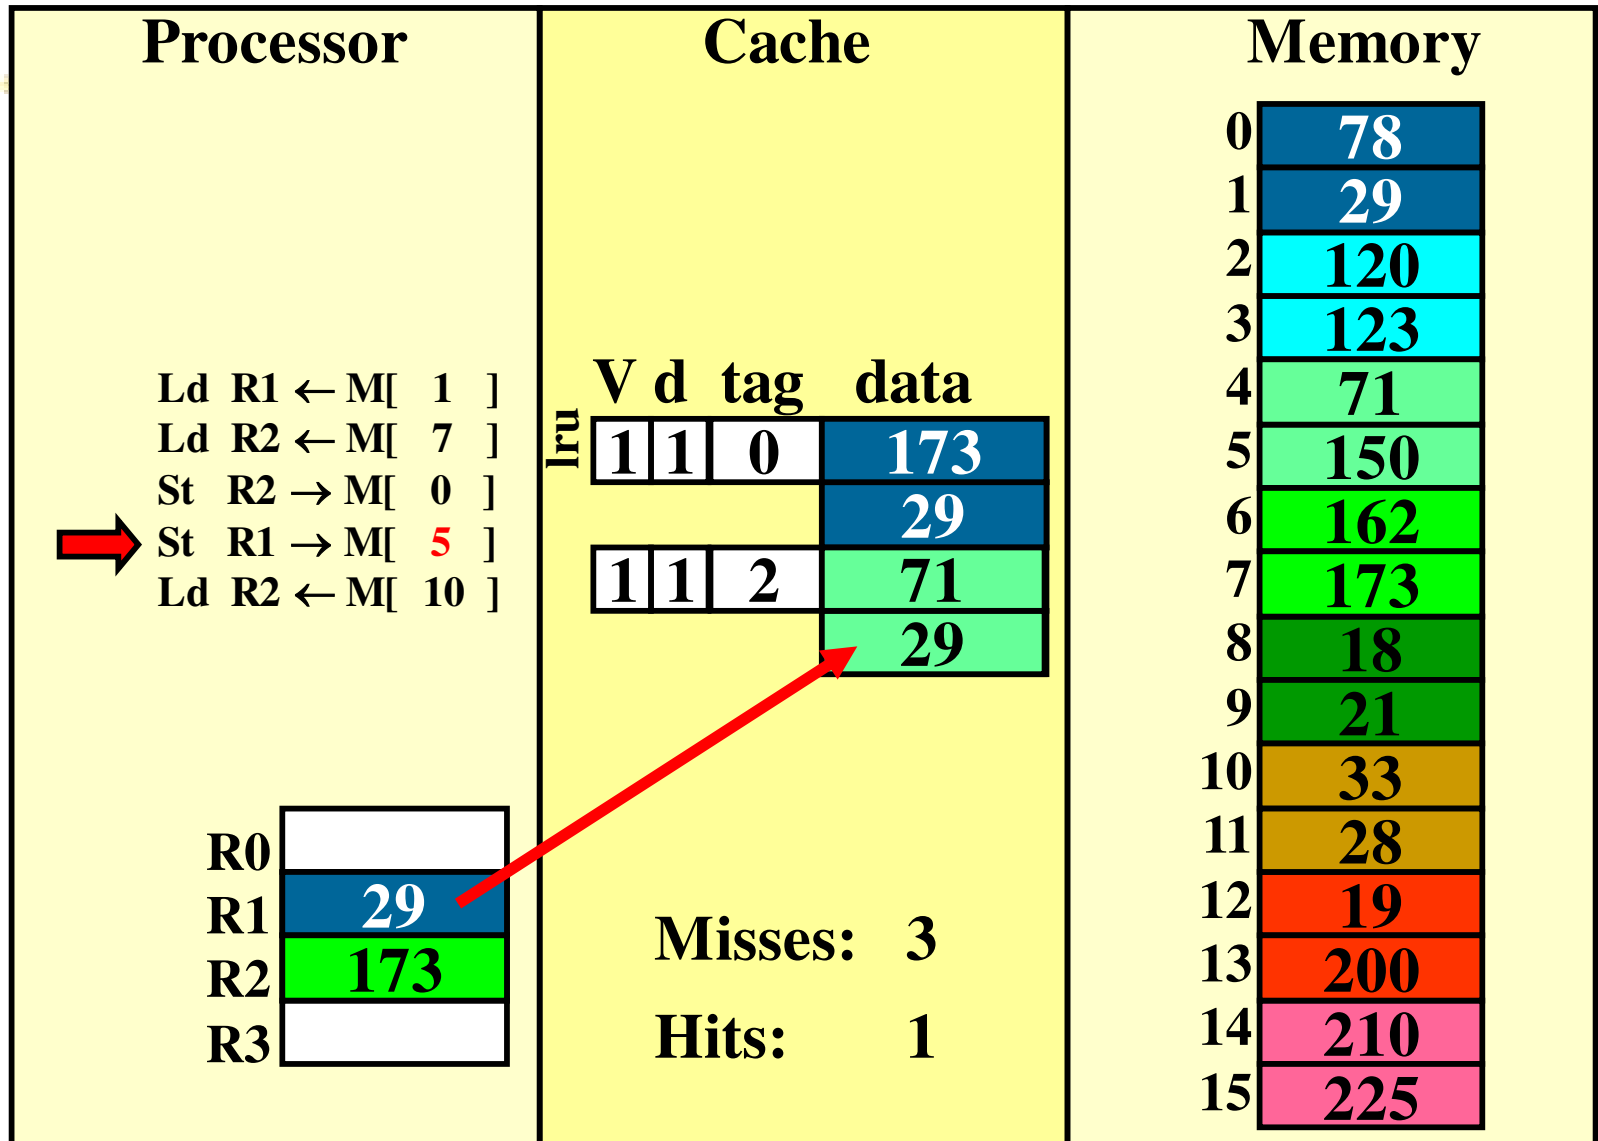 Processor
Ld R1 ← M[ 1 ]
Ld R2 ← M[ 7 ]
St R2 → M[ 0 ]
St R1 → M[ 5 ]
Ld R2 ← M[ 10 ]
R0
R1 29
R2 173
R3
Cache
V d tag data
lru
1 1 0 173
29
1 1 2 71
29
Misses: 3
Hits: 1
Memory
0 78
1 29
2 120
3 123
4 71
5 150
6 162
7 173
8 18
9 21
10 33
11 28
12 19
13 200
14 210
15 225